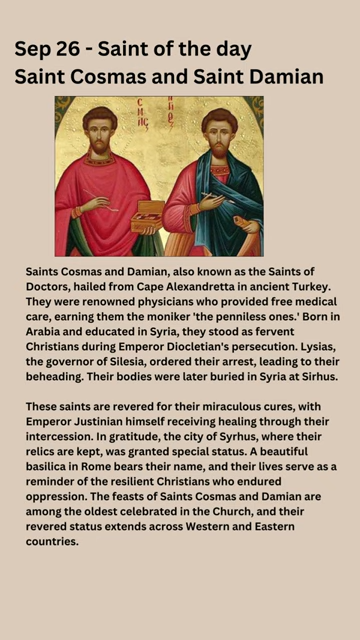 Sep 26 - Saint of the day
Saint Cosmas and Saint Damian
Saints Cosmas and Damian, also known as the Saints of
Doctors, hailed from Cape Alexandretta in ancient Turkey.
They were renowned physicians who provided free medical
care, earning them the moniker 'the penniless ones.' Born in
Arabia and educated in Syria, they stood as fervent
Christians during Emperor Diocletian's persecution. Lysias,
the governor of Silesia, ordered their arrest, leading to their
beheading. Their bodies were later buried in Syria at Sirhus.
These saints are revered for their miraculous cures, with
Emperor Justinian himself receiving healing through their
intercession. In gratitude, the city of Syrhus, where their
relics are kept, was granted special status. A beautiful
basilica in Rome bears their name, and their lives serve as a
reminder of the resilient Christians who endured
oppression. The feasts of Saints Cosmas and Damian are
among the oldest celebrated in the Church, and their
revered status extends across Western and Eastern
countries.